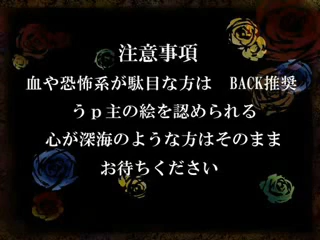 注意事項
血や恐怖系が駄目な方は　BACK推奨
うｐ主の絵を認められる
心が深海のような方はそのまま
お待ちください